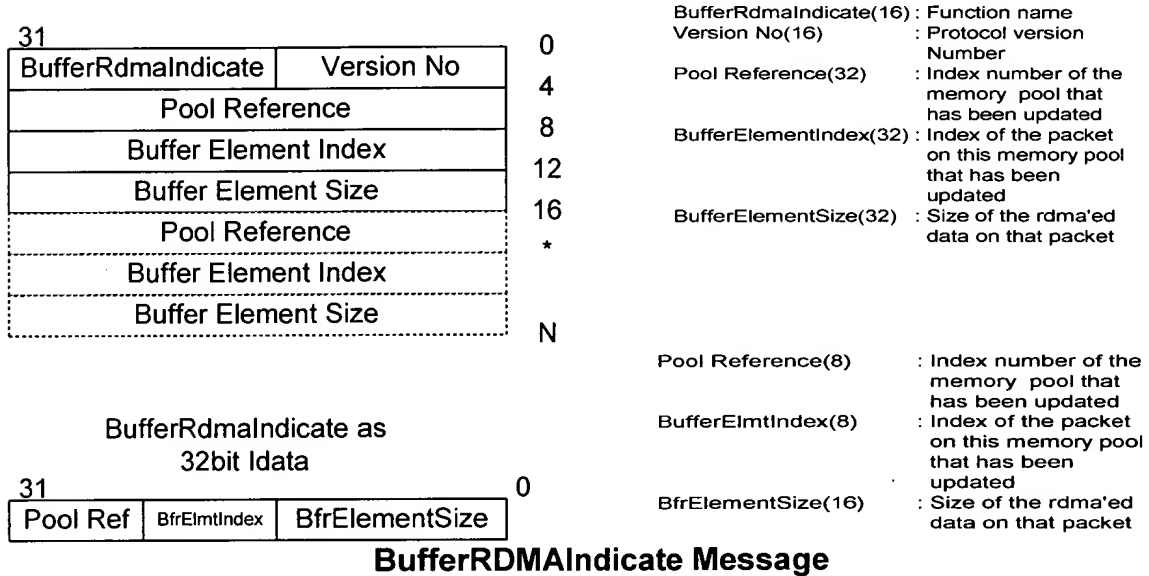 31
0
BufferRdmaIndicate Version No
4
Pool Reference
8
Buffer Element Index
12
Buffer Element Size
16
Pool Reference
*
Buffer Element Index
Buffer Element Size
N
BufferRdmaIndicate(16) : Function name
Version No(16) : Protocol version
Number
Pool Reference(32) : Index number of the
memory pool that
has been updated
BufferElementIndex(32) : Index of the packet
on this memory pool
that has been
updated
BufferElementSize(32) : Size of the rdma'ed
data on that packet
BufferRdmaIndicate as
32bit Idata
31
0
Pool Ref BfrElmtIndex BfrElementSize
Pool Reference(8) : Index number of the
memory pool that
has been updated
BufferElmtIndex(8) : Index of the packet
on this memory pool
that has been
updated
BfrElementSize(16) : Size of the rdma'ed
data on that packet
BufferRDMAIndicate Message